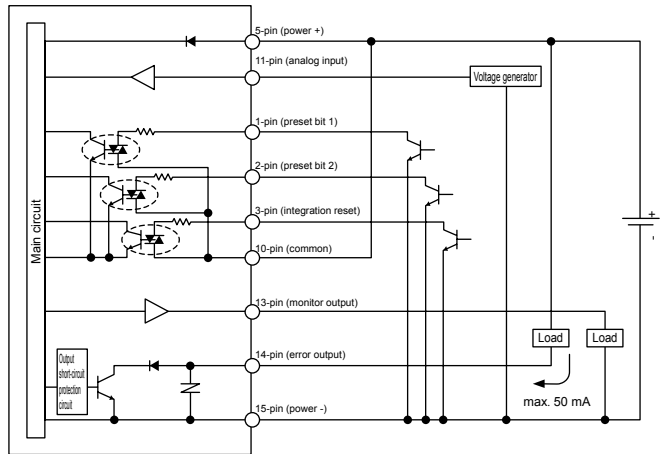 5-pin (power +)
11-pin (analog input)
Voltage generator
1-pin (preset bit 1)
2-pin (preset bit 2)
3-pin (integration reset)
10-pin (common)
Main circuit
+
-
13-pin (monitor output)
Load
Load
14-pin (error output)
max. 50 mA
Output
short-circuit
protection
circuit
15-pin (power -)